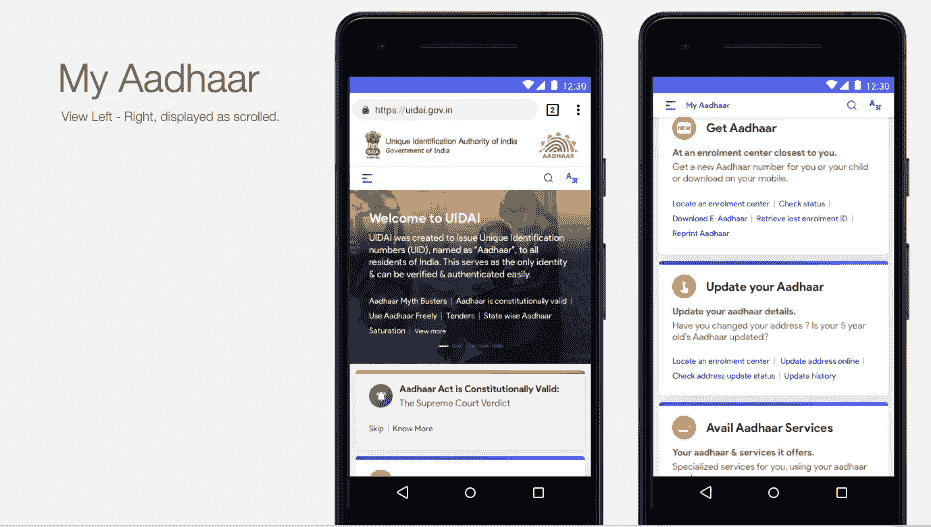 My Aadhaar
View Left - Right, displayed as scrolled.
12:30
https://uidai.gov.in
2
Unique Identification Authority of India
Government of India
AADHAAR
A अ
Welcome to UIDAI
UIDAI was created to issue Unique Identification
numbers (UID), named as "Aadhaar", to all
residents of India. This serves as the only identity
& can be verified & authenticated easily.
Aadhaar Myth Busters | Aadhaar is constitutionally valid |
Use Aadhaar Freely | Tenders | State wise Aadhaar
Saturation | View more
Aadhaar Act is Constitutionally Valid:
The Supreme Court Verdict
Skip | Know More
12:30
My Aadhaar
A अ
Get Aadhaar
At an enrolment center closest to you.
Get a new Aadhaar number for you or your child
or download on your mobile.
Locate an enrolment center | Check status |
Download E-Aadhaar | Retrieve lost enrolment ID |
Reprint Aadhaar
Update your Aadhaar
Update your aadhaar details.
Have you changed your address ? Is your 5 year
old's Aadhaar updated?
Locate an enrolment center | Update address online |
Check address update status | Update history
Avail Aadhaar Services
Your aadhaar & services it offers.
Specialized services for you, using your aadhaar